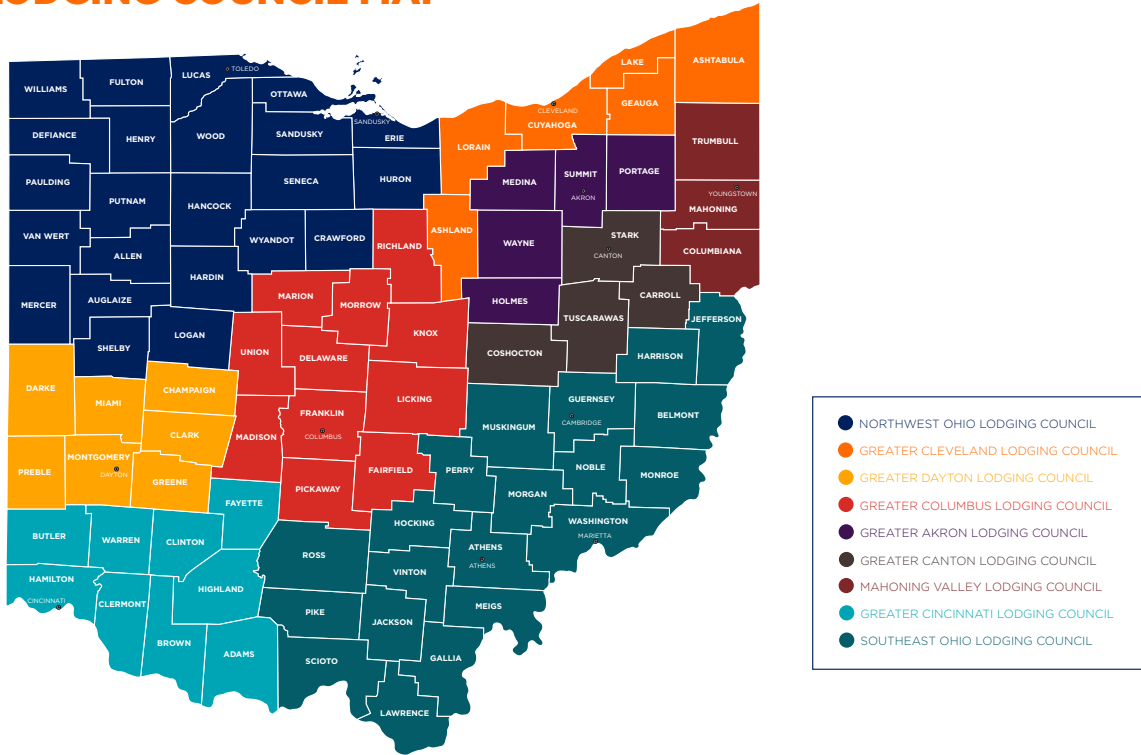 LODGING COUNCIL MAP
LAKE
ASHTABULA
LUCAS
TOLEDO
FULTON
WILLIAMS
OTTAWA
GEAUGA
CLEVELAND
CUYAHOGA
SANDUSKY
DEFIANCE
HENRY
WOOD
SANDUSKY
ERIE
LORAIN
TRUMBULL
PAULDING
SENECA
HURON
MEDINA
SUMMIT
PORTAGE
AKRON
YOUNGSTOWN
PUTNAM
HANCOCK
MAHONING
VAN WERT
WYANDOT
CRAWFORD
RICHLAND
ASHLAND
WAYNE
STARK
CANTON
COLUMBIANA
ALLEN
HARDIN
MERCER
AUGLAIZE
MARION
MORROW
HOLMES
CARROLL
TUSCARAWAS
JEFFERSON
SHELBY
LOGAN
UNION
DELAWARE
KNOX
COSHOCTON
HARRISON
DARKE
MIAMI
CHAMPAIGN
LICKING
GUERNSEY
CAMBRIDGE
BELMONT
FRANKLIN
COLUMBUS
MUSKINGUM
CLARK
MADISON
MONTGOMERY
DAYTON
PREBLE
GREENE
FAIRFIELD
PERRY
NOBLE
MONROE
PICKAWAY
MORGAN
FAYETTE
HOCKING
WASHINGTON
MARIETTA
BUTLER
WARREN
CLINTON
ROSS
ATHENS
ATHENS
VINTON
HAMILTON
CINCINNATI
CLERMONT
HIGHLAND
PIKE
JACKSON
MEIGS
BROWN
ADAMS
SCIOTO
GALLIA
LAWRENCE
NORTHWEST OHIO LODGING COUNCIL
GREATER CLEVELAND LODGING COUNCIL
GREATER DAYTON LODGING COUNCIL
GREATER COLUMBUS LODGING COUNCIL
GREATER AKRON LODGING COUNCIL
GREATER CANTON LODGING COUNCIL
MAHONING VALLEY LODGING COUNCIL
GREATER CINCINNATI LODGING COUNCIL
SOUTHEAST OHIO LODGING COUNCIL